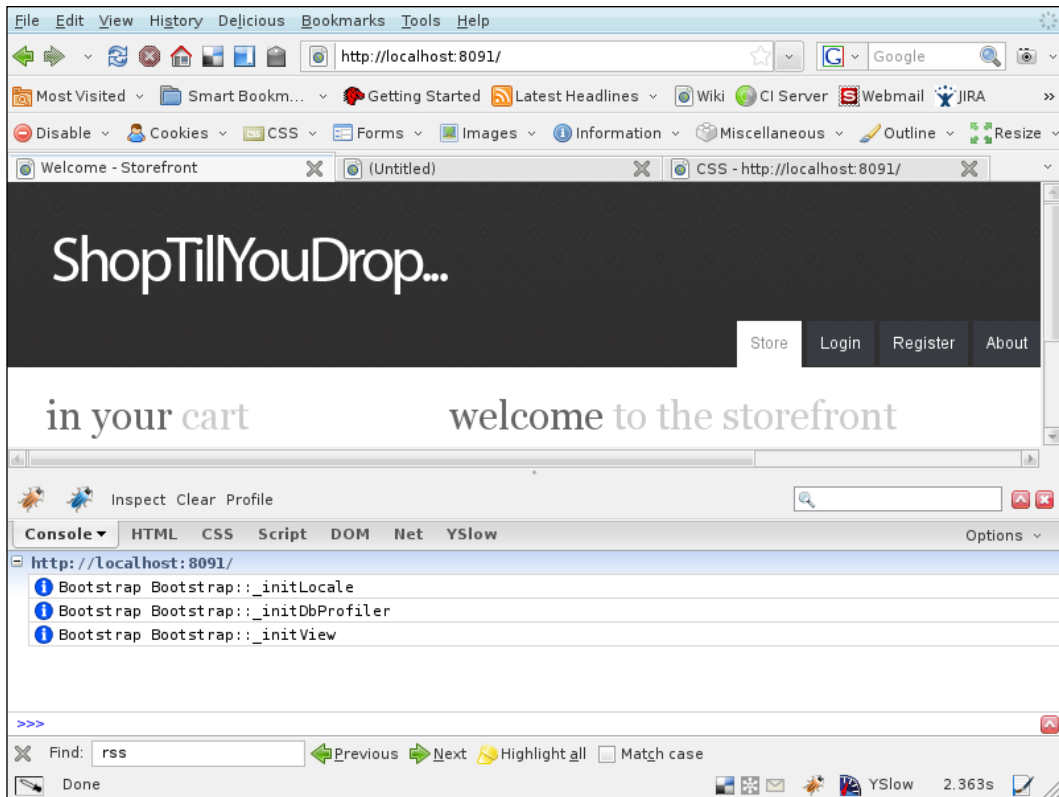 File Edit View History Delicious Bookmarks Tools Help
http://localhost:8091/ G Google
Most Visited Smart Bookm... Getting Started Latest Headlines Wiki CI Server Webmail JIRA »
Disable Cookies CSS Forms Images Information Miscellaneous Outline Resize
Welcome - Storefront (Untitled) CSS - http://localhost:8091/
ShopTillYouDrop...
Store Login Register About
in your cart welcome to the storefront
Inspect Clear Profile
Console HTML CSS Script DOM Net YSlow Options
http://localhost:8091/
Bootstrap Bootstrap::_initLocale
Bootstrap Bootstrap::_initDbProfiler
Bootstrap Bootstrap::_initView
>>>
Find: rss Previous Next Highlight all Match case
Done YSlow 2.363s